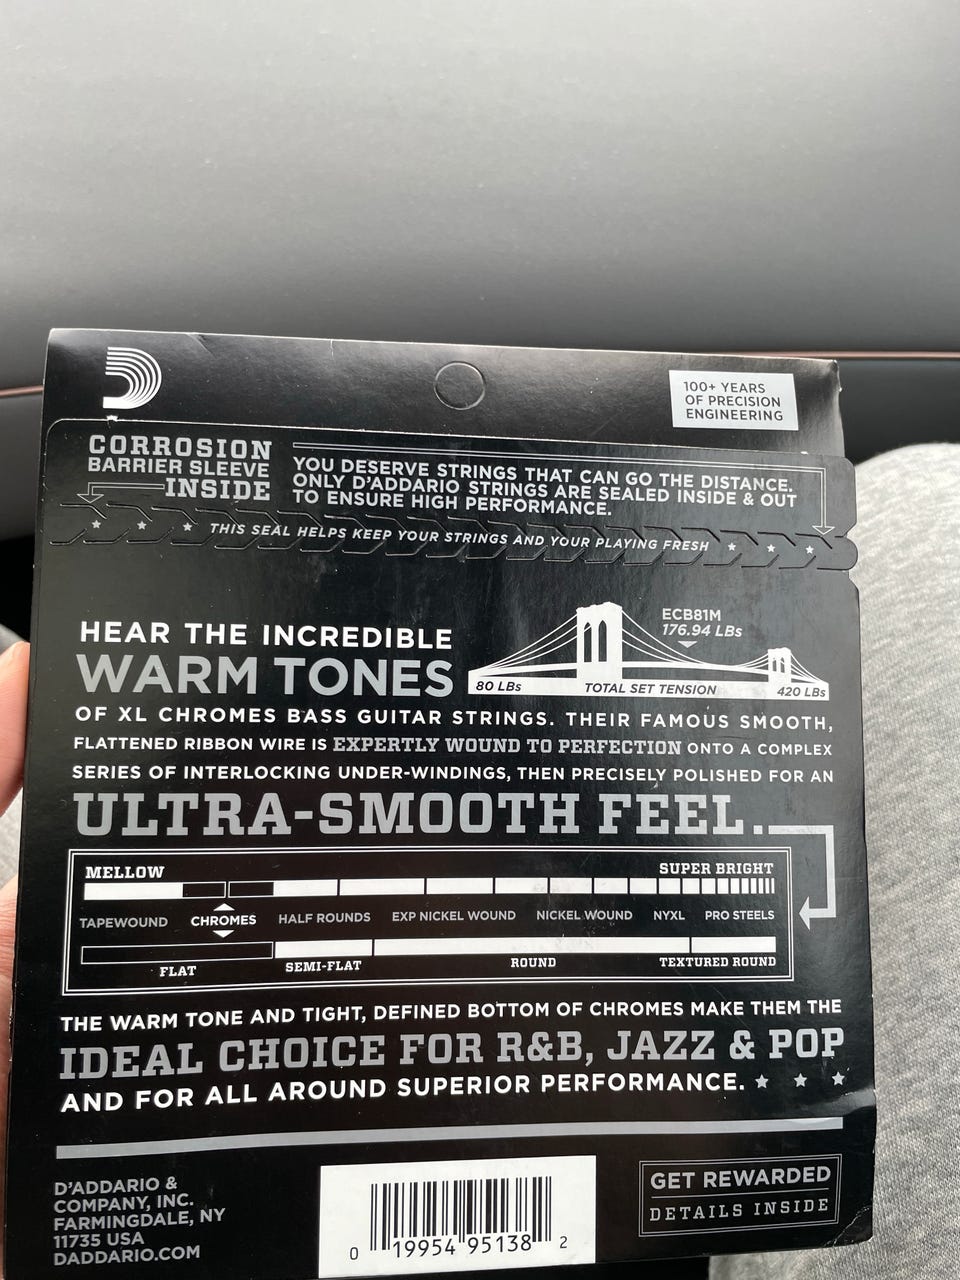 100+ YEARS
OF PRECISION
ENGINEERING
CORROSION
BARRIER SLEEVE
INSIDE
YOU DESERVE STRINGS THAT CAN GO THE DISTANCE.
ONLY D'ADDARIO STRINGS ARE SEALED INSIDE & OUT
TO ENSURE HIGH PERFORMANCE.
THIS SEAL HELPS KEEP YOUR STRINGS AND YOUR PLAYING FRESH
HEAR THE INCREDIBLE
WARM TONES
ECB81M
176.94 LBs
80 LBs TOTAL SET TENSION 420 LBs
OF XL CHROMES BASS GUITAR STRINGS. THEIR FAMOUS SMOOTH,
FLATTENED RIBBON WIRE IS EXPERTLY WOUND TO PERFECTION ONTO A COMPLEX
SERIES OF INTERLOCKING UNDER-WINDINGS, THEN PRECISELY POLISHED FOR AN
ULTRA-SMOOTH FEEL...
MELLOW SUPER BRIGHT
TAPEWOUND CHROMES HALF ROUNDS EXP NICKEL WOUND NICKEL WOUND NYXL PRO STEELS
FLAT SEMI-FLAT ROUND TEXTURED ROUND
THE WARM TONE AND TIGHT, DEFINED BOTTOM OF CHROMES MAKE THEM THE
IDEAL CHOICE FOR R&B, JAZZ & POP
AND FOR ALL AROUND SUPERIOR PERFORMANCE.
D'ADDARIO &
COMPANY, INC.
FARMINGDALE, NY
11735 USA
DADDARIO.COM
0 19954 95138 2
GET REWARDED
DETAILS INSIDE